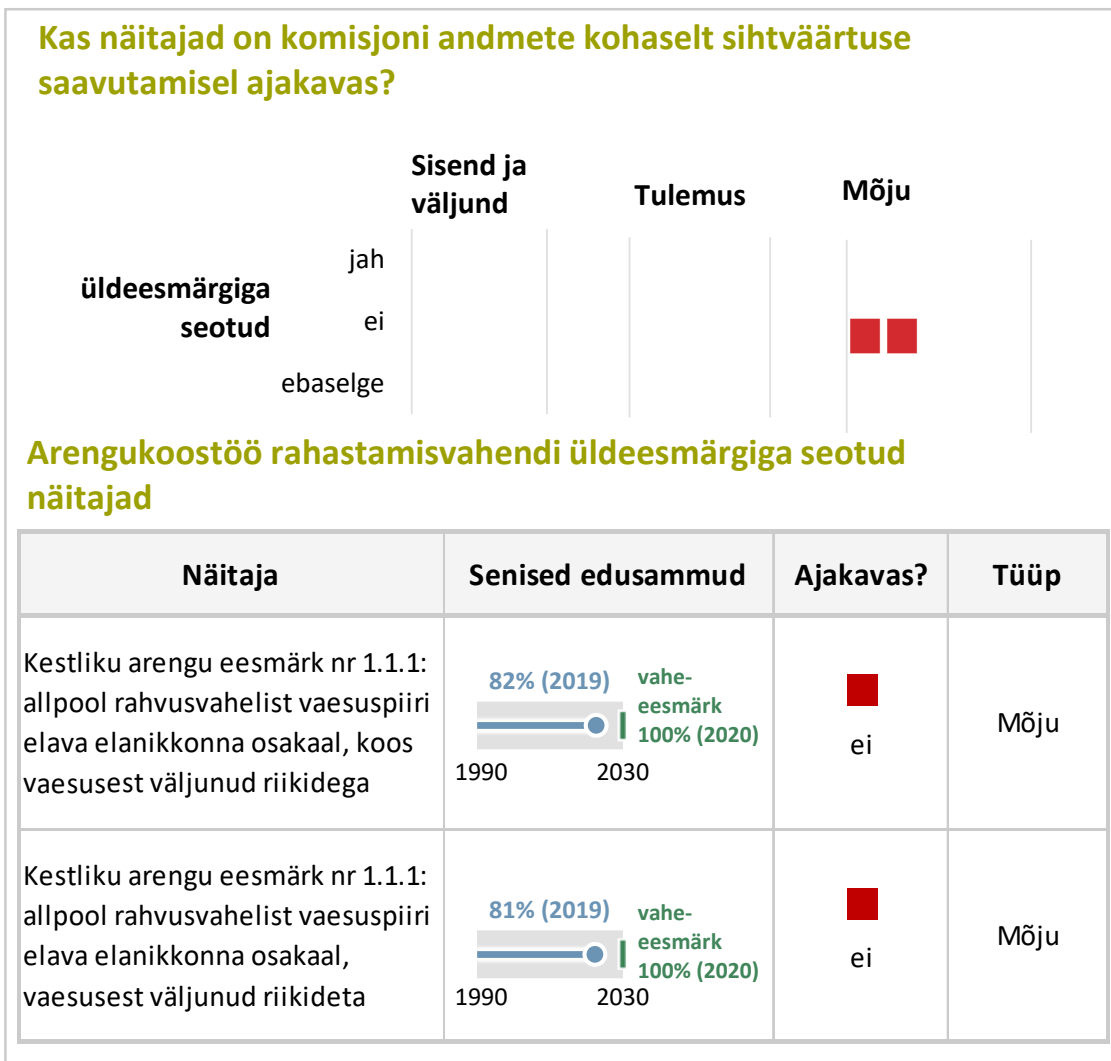 Kas näitajad on komisjoni andmete kohaselt sihtväärtuse
saavutamisel ajakavas?
Sisend ja
väljund
Tulemus
Mõju
üldeesmärgiga
seotud
jah
ei
ebaselge
Arengukoostöö rahastamisvahendi üldeesmärgiga seotud
näitajad
Näitaja
Senised edusammud
Ajakavas?
Tüüp
Kestliku arengu eesmärk nr 1.1.1:
allpool rahvusvahelist vaesuspiiri
elava elanikkonna osakaal, koos
vaesusest väljunud riikidega
82% (2019)
vahe-
eesmärk
100% (2020)
1990
2030
ei
Mõju
Kestliku arengu eesmärk nr 1.1.1:
allpool rahvusvahelist vaesuspiiri
elava elanikkonna osakaal,
vaesusest väljunud riikideta
81% (2019)
vahe-
eesmärk
100% (2020)
1990
2030
ei
Mõju